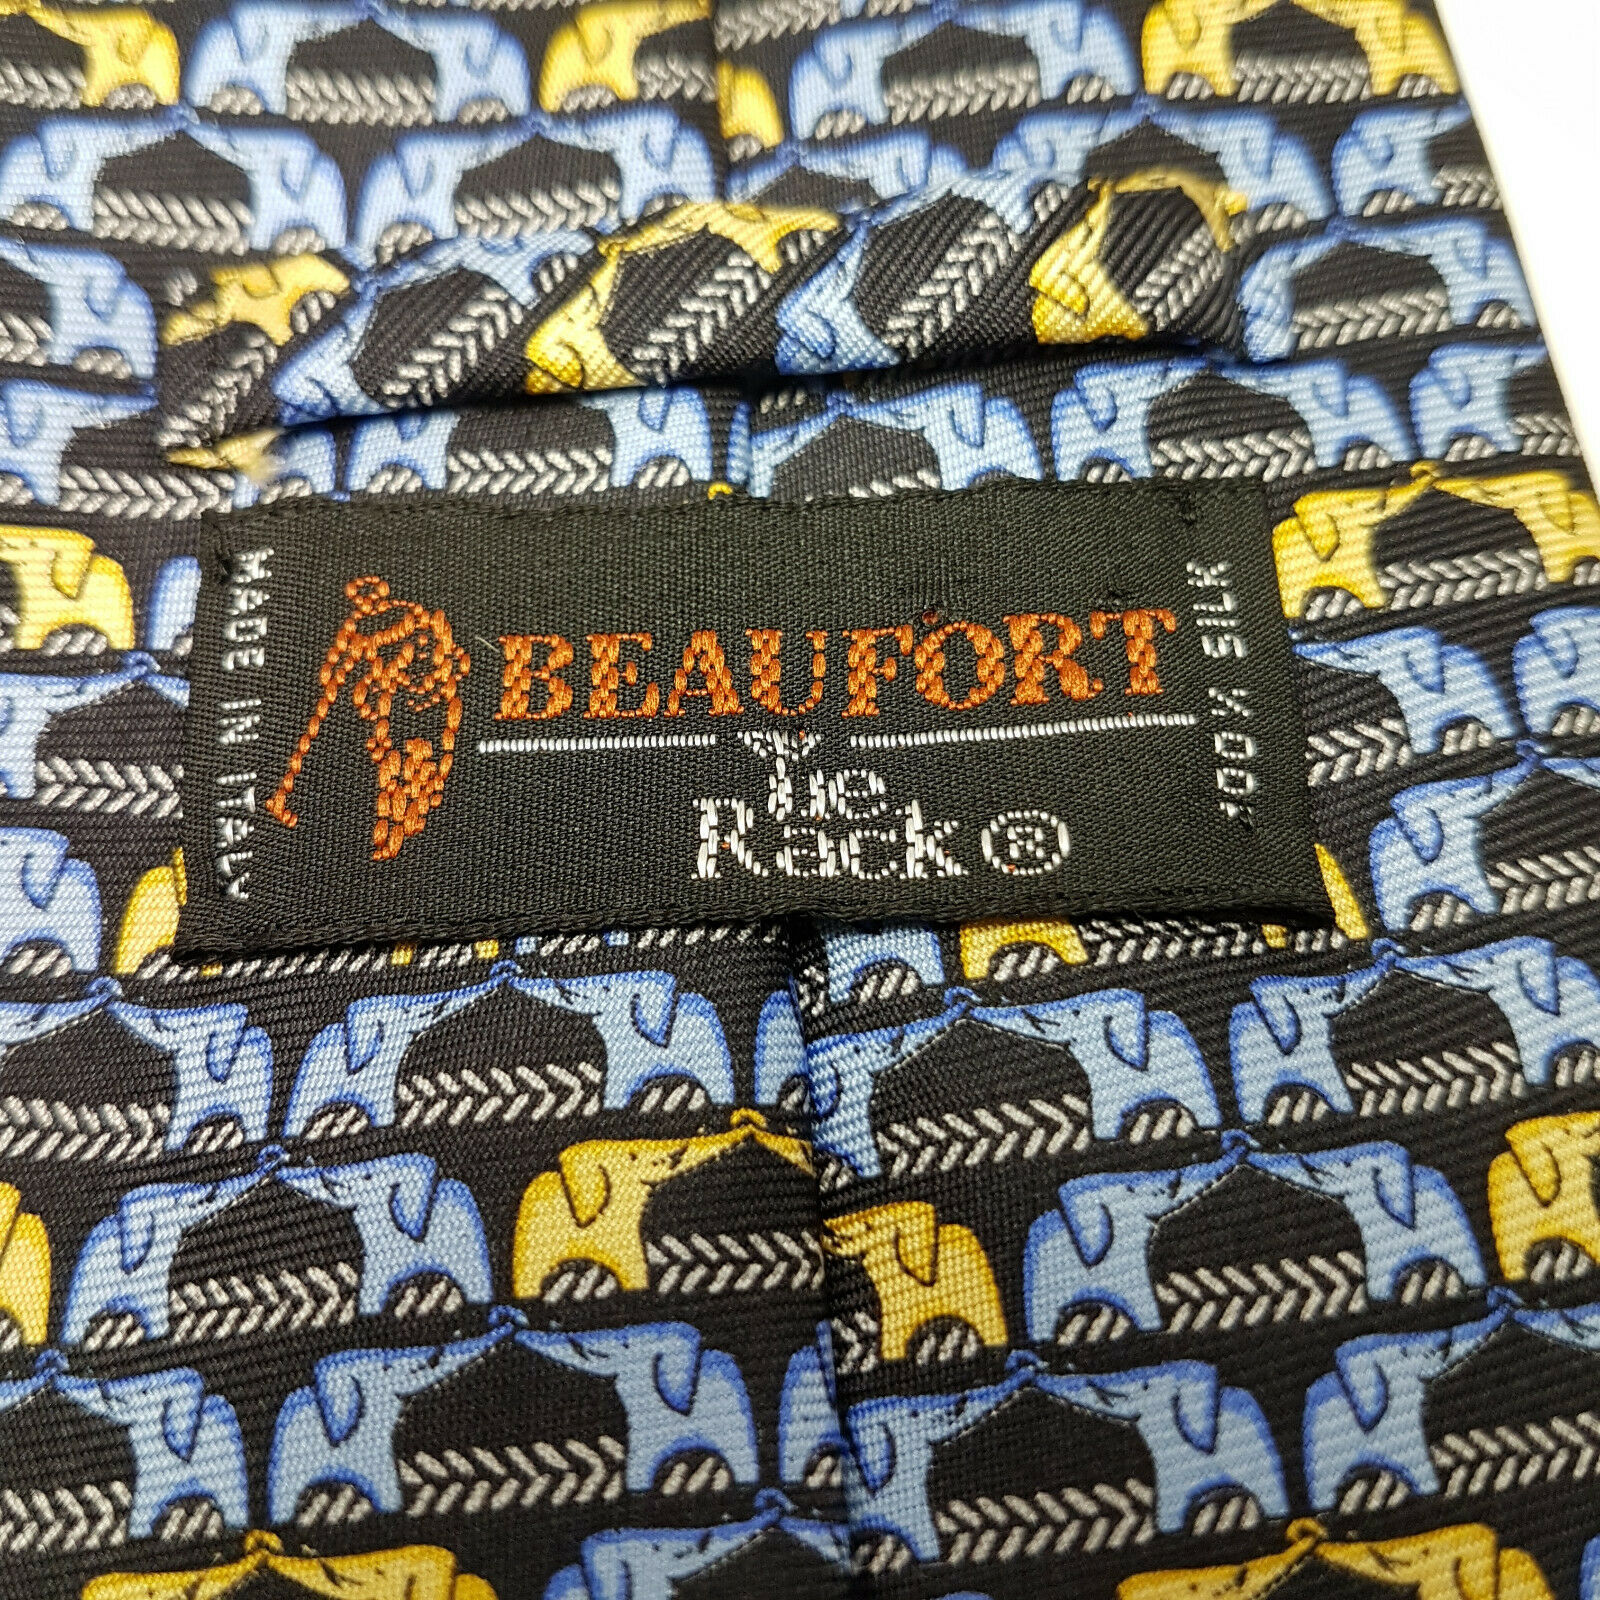 MADE IN ITALY
BEAUFORT
Tie
Rack ®
100% SILK